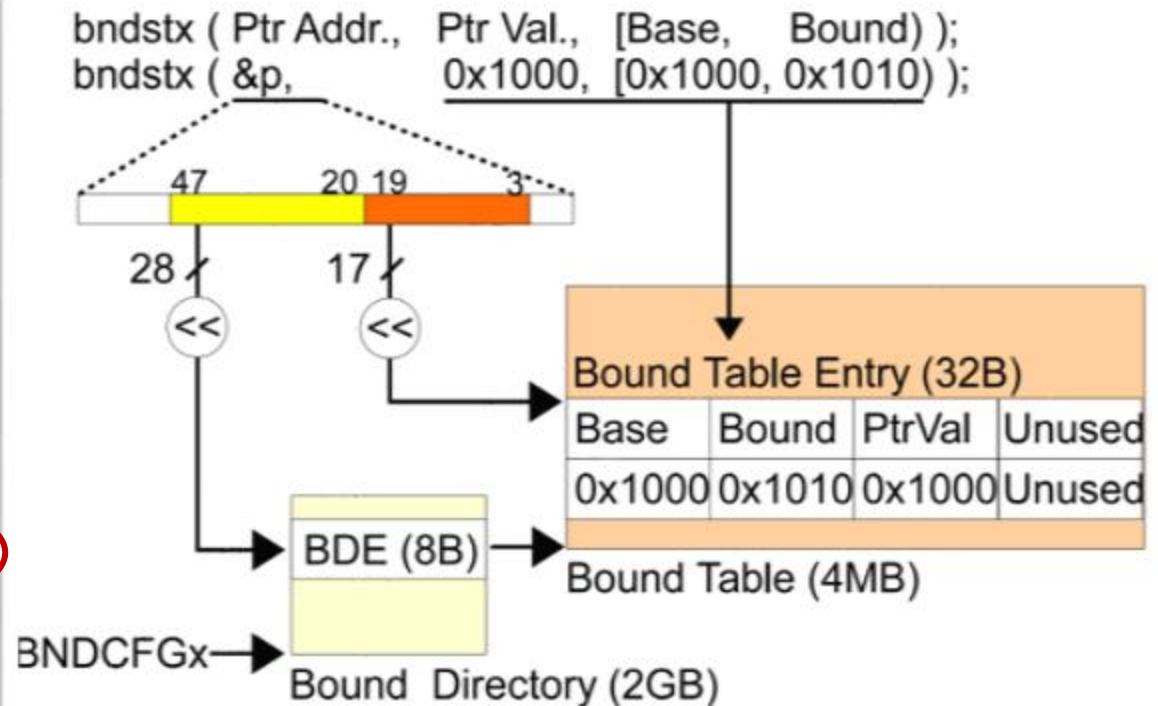 bndstx ( Ptr Addr., Ptr Val., [Base, Bound) );
bndstx ( &p, 0x1000, [0x1000, 0x1010) );
47 20 19 3
28 17
<< <<
Bound Table Entry (32B)
Base Bound PtrVal Unused
0x1000 0x1010 0x1000 Unused
BDE (8B)
Bound Table (4MB)
BNDCFGx
Bound Directory (2GB)